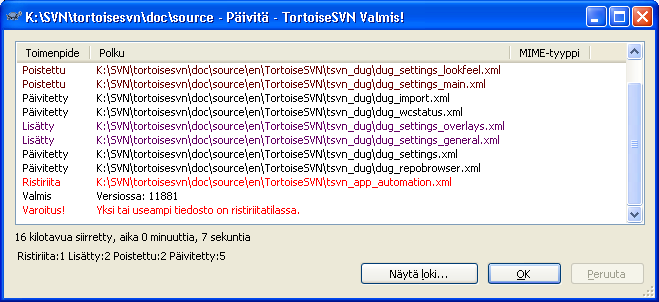 K:\SVN\tortoisesvn\doc\source - Päivitä - TortoiseSVN Valmis!
Toimenpide Polku MIME-tyyppi
Poistettu K:\SVN\tortoisesvn\doc\source\en\TortoiseSVN\tsvn_dug\dug_settings_lookfeel.xml
Poistettu K:\SVN\tortoisesvn\doc\source\en\TortoiseSVN\tsvn_dug\dug_settings_main.xml
Päivitetty K:\SVN\tortoisesvn\doc\source\en\TortoiseSVN\tsvn_dug\dug_import.xml
Päivitetty K:\SVN\tortoisesvn\doc\source\en\TortoiseSVN\tsvn_dug\dug_wcstatus.xml
Lisätty K:\SVN\tortoisesvn\doc\source\en\TortoiseSVN\tsvn_dug\dug_settings_overlays.xml
Lisätty K:\SVN\tortoisesvn\doc\source\en\TortoiseSVN\tsvn_dug\dug_settings_general.xml
Päivitetty K:\SVN\tortoisesvn\doc\source\en\TortoiseSVN\tsvn_dug\dug_settings.xml
Päivitetty K:\SVN\tortoisesvn\doc\source\en\TortoiseSVN\tsvn_dug\dug_repobrowser.xml
Ristiriita K:\SVN\tortoisesvn\doc\source\en\TortoiseSVN\tsvn_app_automation.xml
Valmis Versiossa: 11881
Varoitus! Yksi tai useampi tiedosto on ristiriitatilassa.
16 kilotavua siirretty, aika 0 minuuttia, 7 sekuntia
Ristiriita:1 Lisätty:2 Poistettu:2 Päivitetty:5
Näytä loki... OK Peruuta